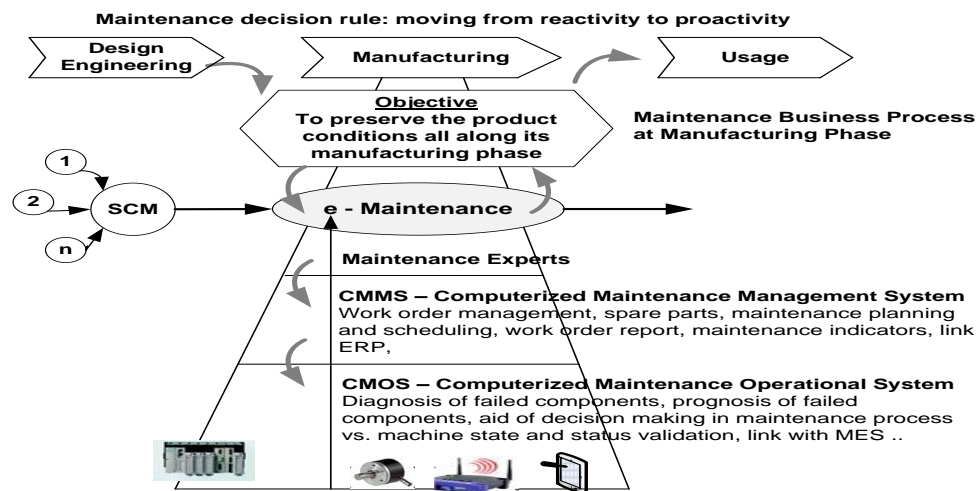 Maintenance decision rule: moving from reactivity to proactivity
Design
Engineering
Manufacturing
Usage
Objective
To preserve the product
conditions all along its
manufacturing phase
Maintenance Business Process
at Manufacturing Phase
1
2
n
SCM
e - Maintenance
Maintenance Experts
CMMS – Computerized Maintenance Management System
Work order management, spare parts, maintenance planning
and scheduling, work order report, maintenance indicators, link
ERP,
CMOS – Computerized Maintenance Operational System
Diagnosis of failed components, prognosis of failed
components, aid of decision making in maintenance process
vs. machine state and status validation, link with MES ..